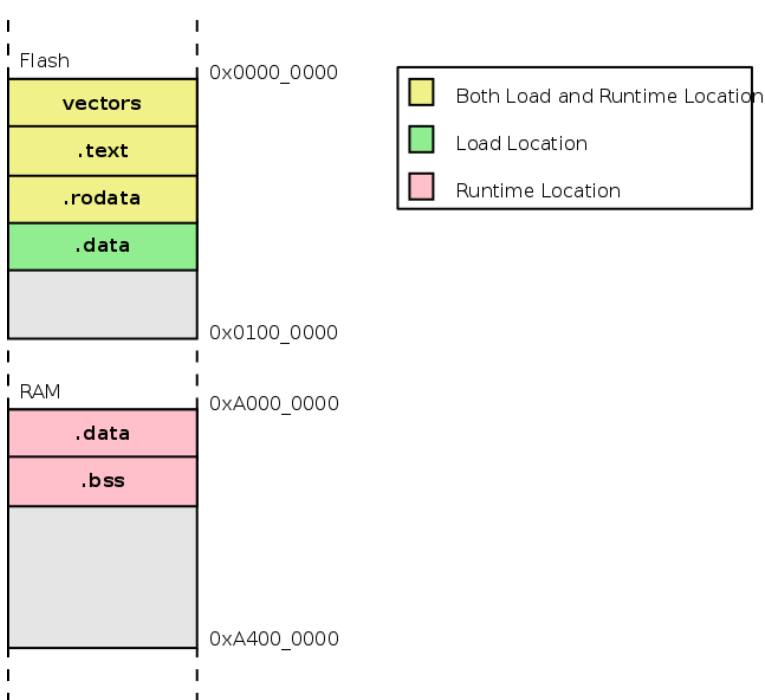 Flash
0x0000_0000
vectors
.text
.rodata
.data
0x0100_0000
RAM
0xA000_0000
.data
.bss
0xA400_0000
Both Load and Runtime Location
Load Location
Runtime Location